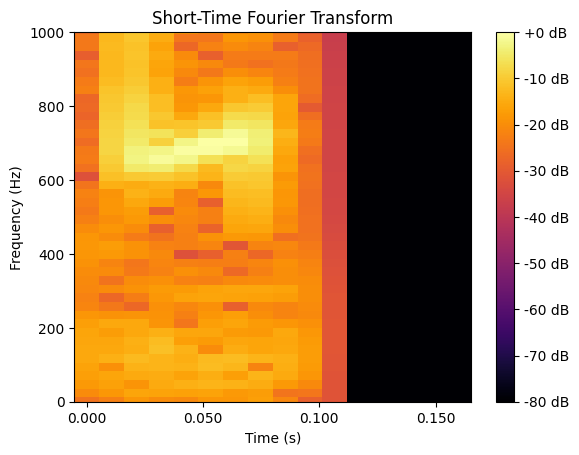 Short-Time Fourier Transform
Frequency (Hz)
1000
800
600
400
200
0
0.000
0.050
0.100
0.150
Time (s)
+0 dB
-10 dB
-20 dB
-30 dB
-40 dB
-50 dB
-60 dB
-70 dB
-80 dB